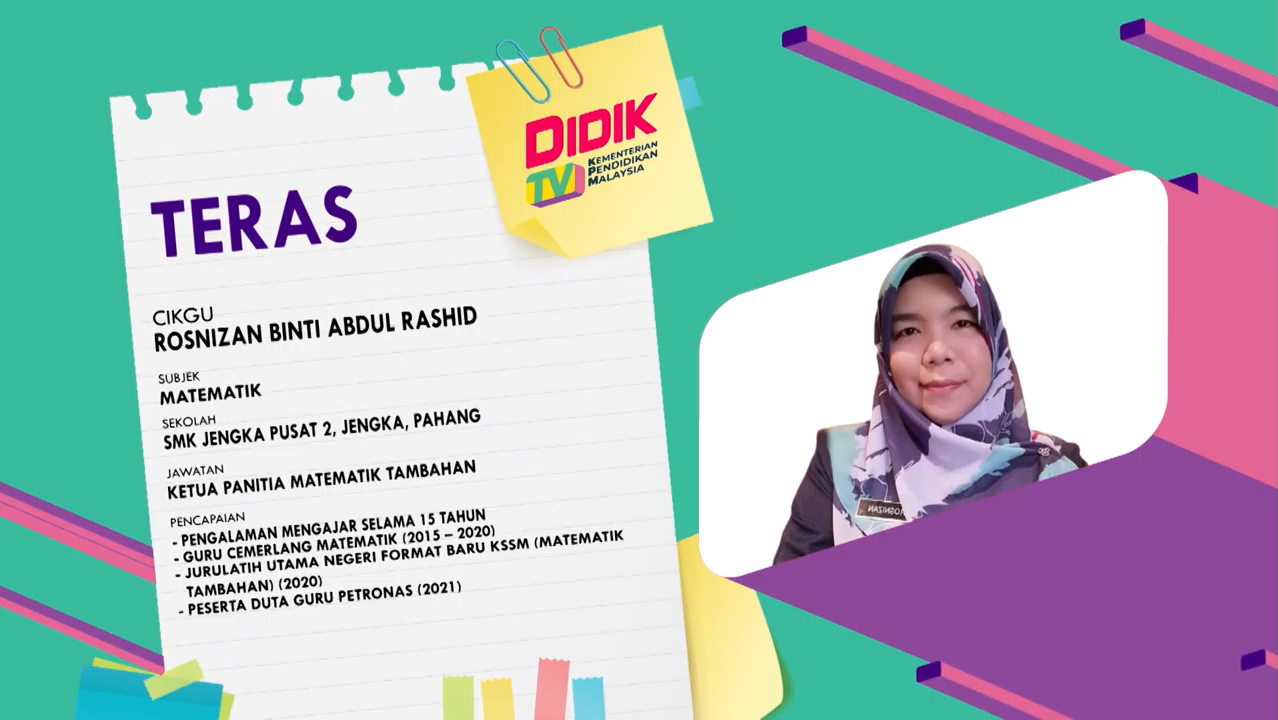 DIDIK
TV
KEMENTERIAN
PENDIDIKAN
MALAYSIA
TERAS
CIKGU
ROSNIZAN BINTI ABDUL RASHID
SUBJEK
MATEMATIK
SEKOLAH
SMK JENGKA PUSAT 2, JENGKA, PAHANG
JAWATAN
KETUA PANITIA MATEMATIK TAMBAHAN
PENCAPAIAN
- PENGALAMAN MENGAJAR SELAMA 15 TAHUN
- GURU CEMERLANG MATEMATIK (2015 – 2020)
- JURULATIH UTAMA NEGERI FORMAT BARU KSSM (MATEMATIK
TAMBAHAN) (2020)
- PESERTA DUTA GURU PETRONAS (2021)
ROSNIZAN